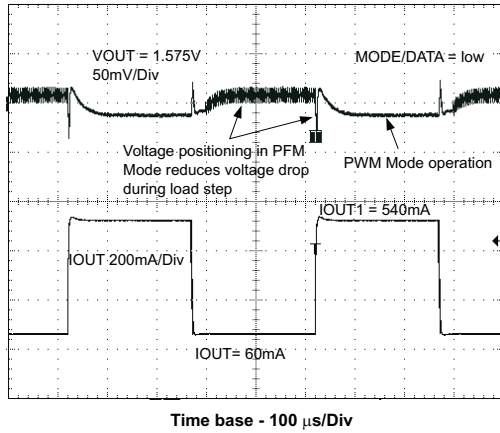 VOUT = 1.575V
50mV/Div
MODE/DATA = low
Voltage positioning in PFM
Mode reduces voltage drop
during load step
PWM Mode operation
IOUT1 = 540mA
IOUT 200mA/Div
IOUT= 60mA
Time base - 100 μs/Div